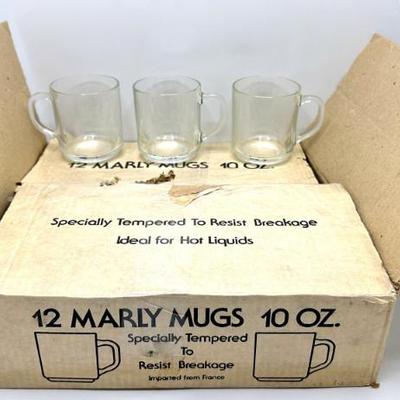 12 MARLY MUGS 10 OZ.
Specially Tempered To Resist Breakage
Ideal for Hot Liquids
12 MARLY MUGS 10 OZ.
Specially Tempered
To
Resist Breakage
Imported from France